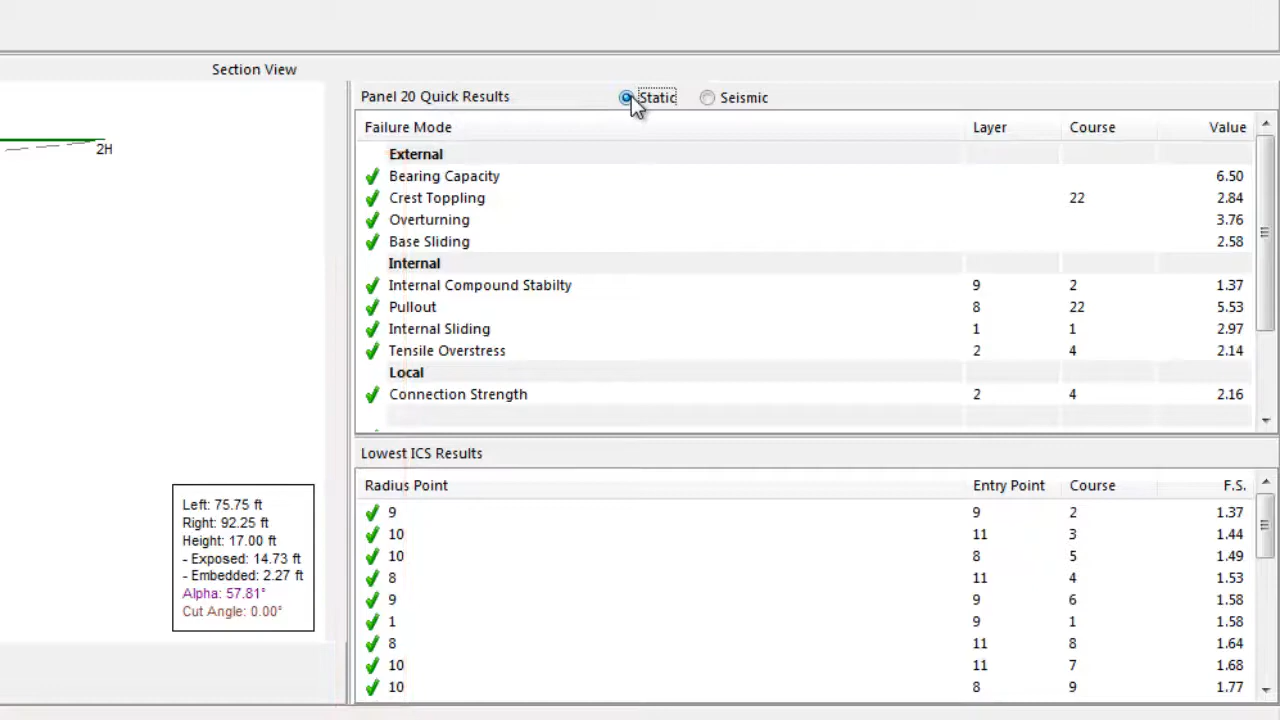 Section View
2H
Left: 75.75 ft
Right: 92.25 ft
Height: 17.00 ft
- Exposed: 14.73 ft
- Embedded: 2.27 ft
Alpha: 57.81°
Cut Angle: 0.00°
Panel 20 Quick Results Static Seismic
Failure Mode Layer Course Value
External
Bearing Capacity 6.50
Crest Toppling 22 2.84
Overturning 3.76
Base Sliding 2.58
Internal
Internal Compound Stabilty 9 2 1.37
Pullout 8 22 5.53
Internal Sliding 1 1 2.97
Tensile Overstress 2 4 2.14
Local
Connection Strength 2 4 2.16
Lowest ICS Results
Radius Point Entry Point Course F.S.
9 9 2 1.37
10 11 3 1.44
10 8 5 1.49
8 11 4 1.53
9 9 6 1.58
1 9 1 1.58
8 11 8 1.64
10 11 7 1.68
10 8 9 1.77